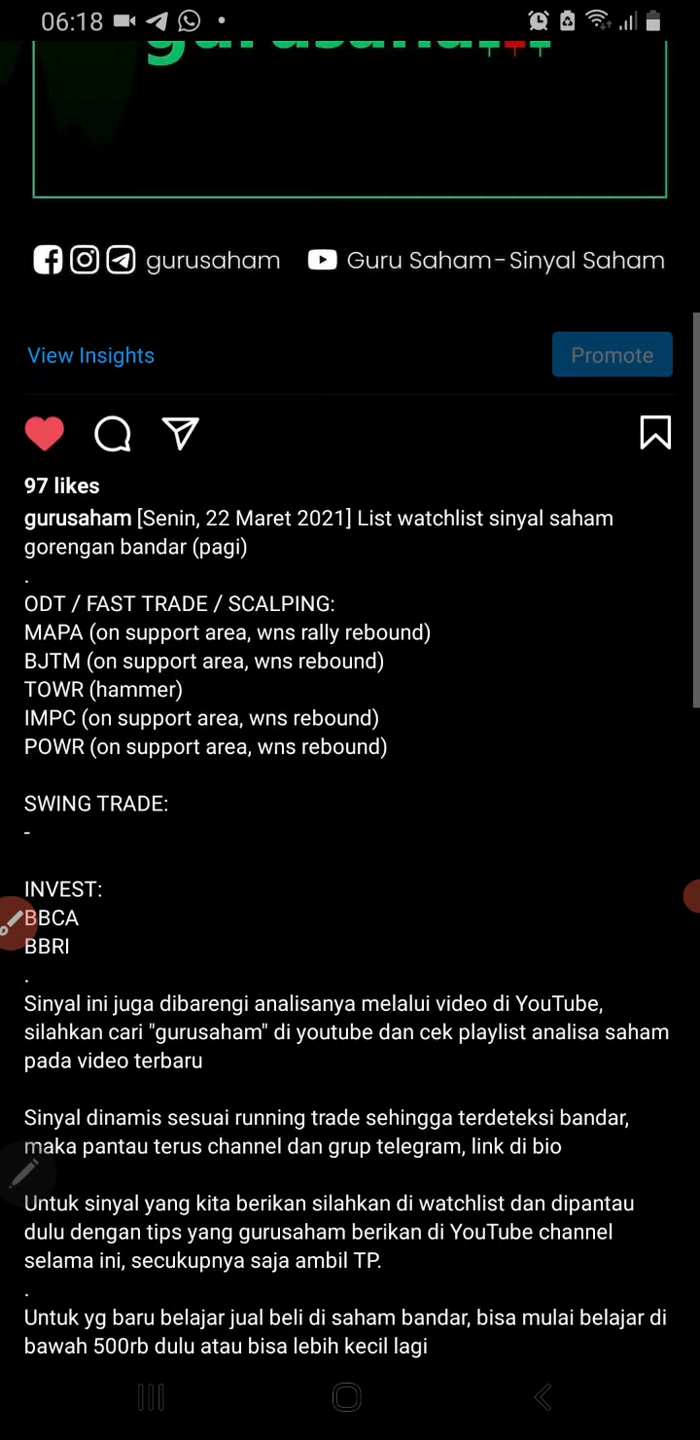 06:18
gurusaham
gurusaham Guru Saham-Sinyal Saham
View Insights
Promote
97 likes
gurusaham [Senin, 22 Maret 2021] List watchlist sinyal saham
gorengan bandar (pagi)
.
ODT / FAST TRADE / SCALPING:
MAPA (on support area, wns rally rebound)
BJTM (on support area, wns rebound)
TOWR (hammer)
IMPC (on support area, wns rebound)
POWR (on support area, wns rebound)
SWING TRADE:
-
INVEST:
BBCA
BBRI
.
Sinyal ini juga dibarengi analisanya melalui video di YouTube,
silahkan cari "gurusaham" di youtube dan cek playlist analisa saham
pada video terbaru
Sinyal dinamis sesuai running trade sehingga terdeteksi bandar,
maka pantau terus channel dan grup telegram, link di bio
Untuk sinyal yang kita berikan silahkan di watchlist dan dipantau
dulu dengan tips yang gurusaham berikan di YouTube channel
selama ini, secukupnya saja ambil TP.
.
Untuk yg baru belajar jual beli di saham bandar, bisa mulai belajar di
bawah 500rb dulu atau bisa lebih kecil lagi